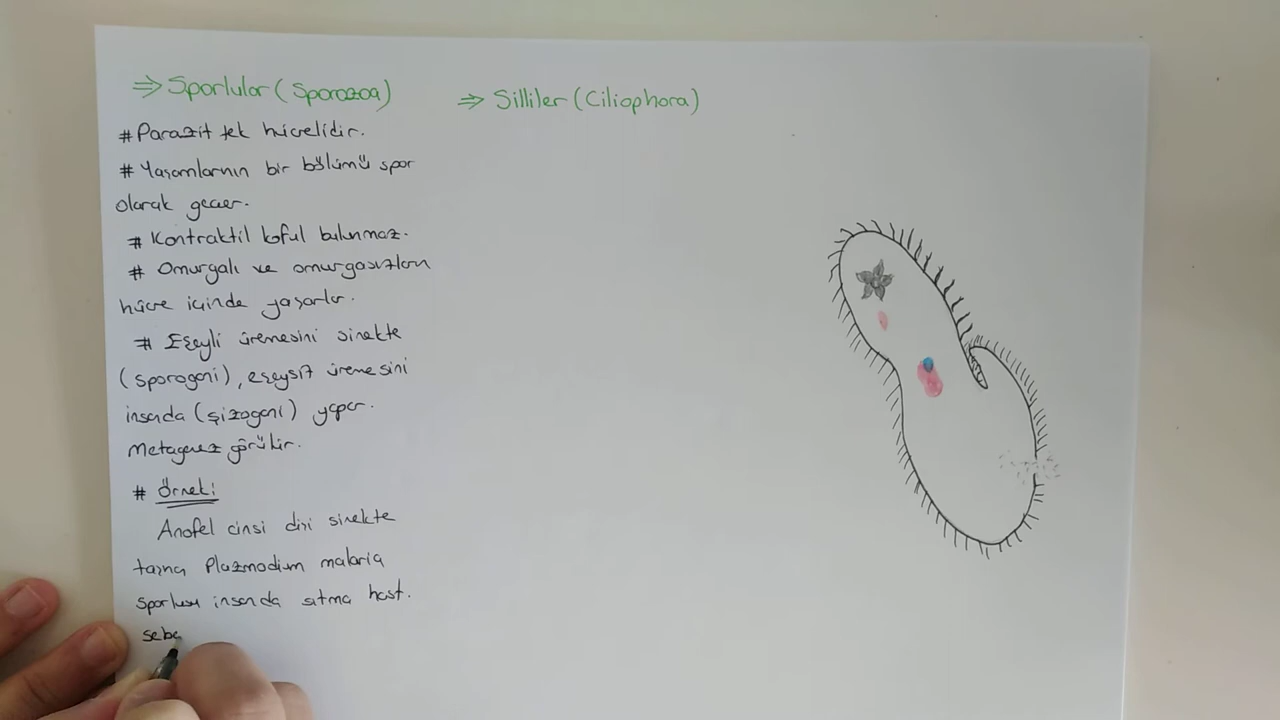 ⇒ Sporlular (Sporozoa)
# Parazit tek hücrelidir.
# Yaşamlarının bir bölümü spor
olarak geçer.
# Kontraktil koful bulunmaz.
# Omurgalı ve omurgasızların
hücre içinde yaşarlar.
# Eşeyli üremesini sinekte
(sporogoni), eşeysiz üremesini
insanda (şizogoni) yapar.
Metagenez görülür.
# Örneği
Anofel cinsi dişi sinekte
taşınan Plazmodium malaria
sporlusu insanda sıtma hast.
sebe
⇒ Silliler (Ciliophora)